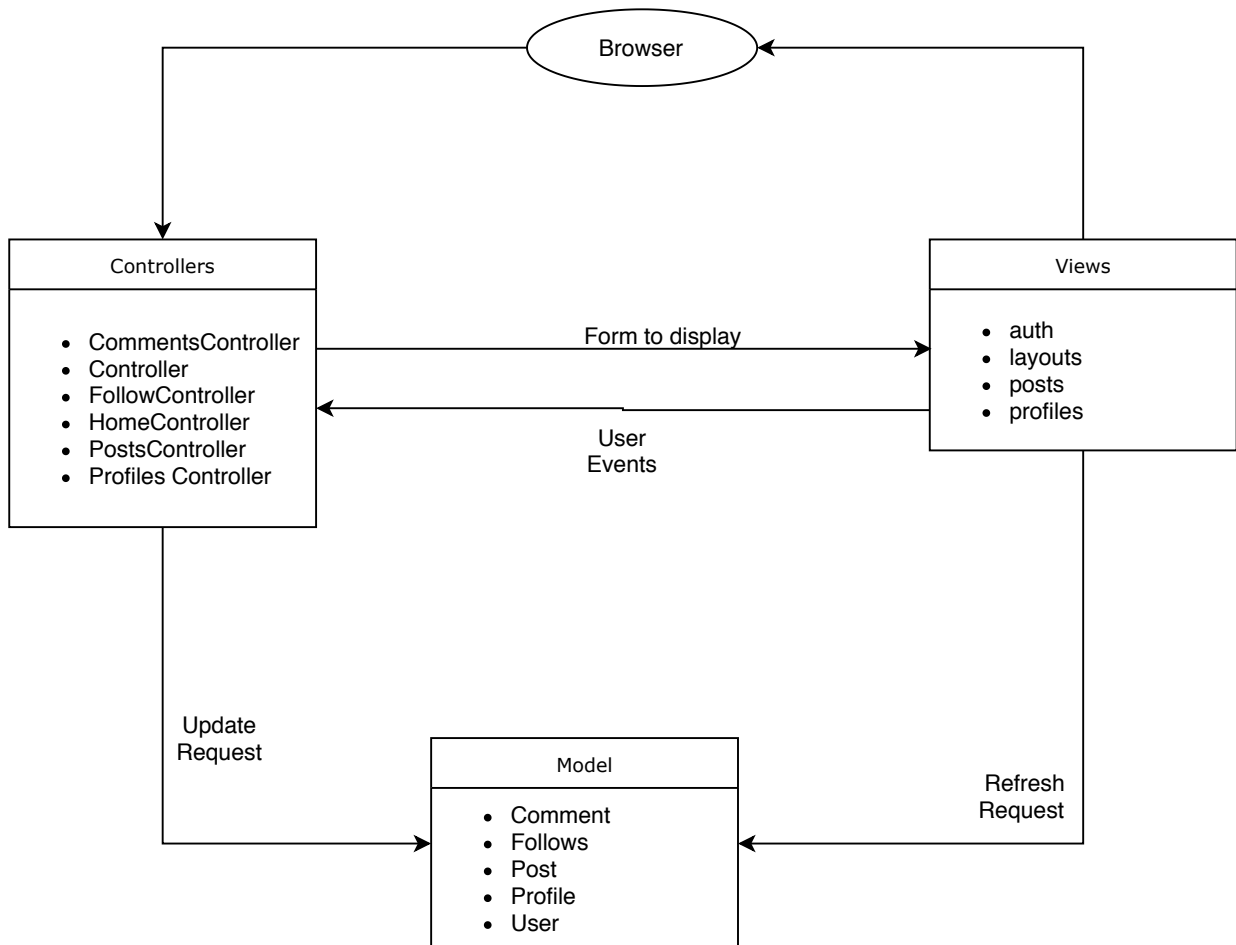 Browser
Controllers
CommentsController
Controller
FollowController
HomeController
PostsController
Profiles Controller
Form to display
User
Events
Views
auth
layouts
posts
profiles
Update
Request
Model
Comment
Follows
Post
Profile
User
Refresh
Request